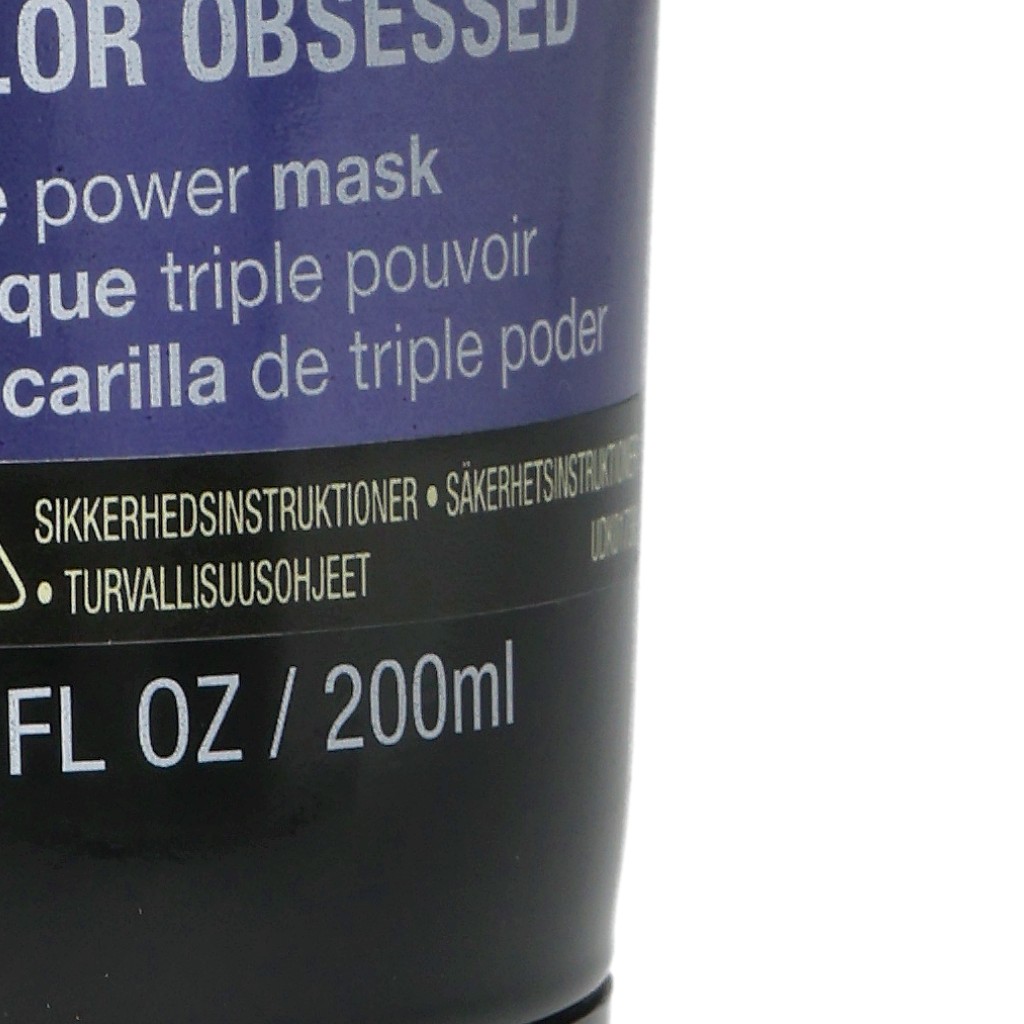 LOR OBSESSED
e power mask
que triple pouvoir
carilla de triple poder
SIKKERHEDSINSTRUKTIONER • SÄKERHETSINSTRUKTIONER
• TURVALLISUUSOHJEET
FL OZ / 200ml